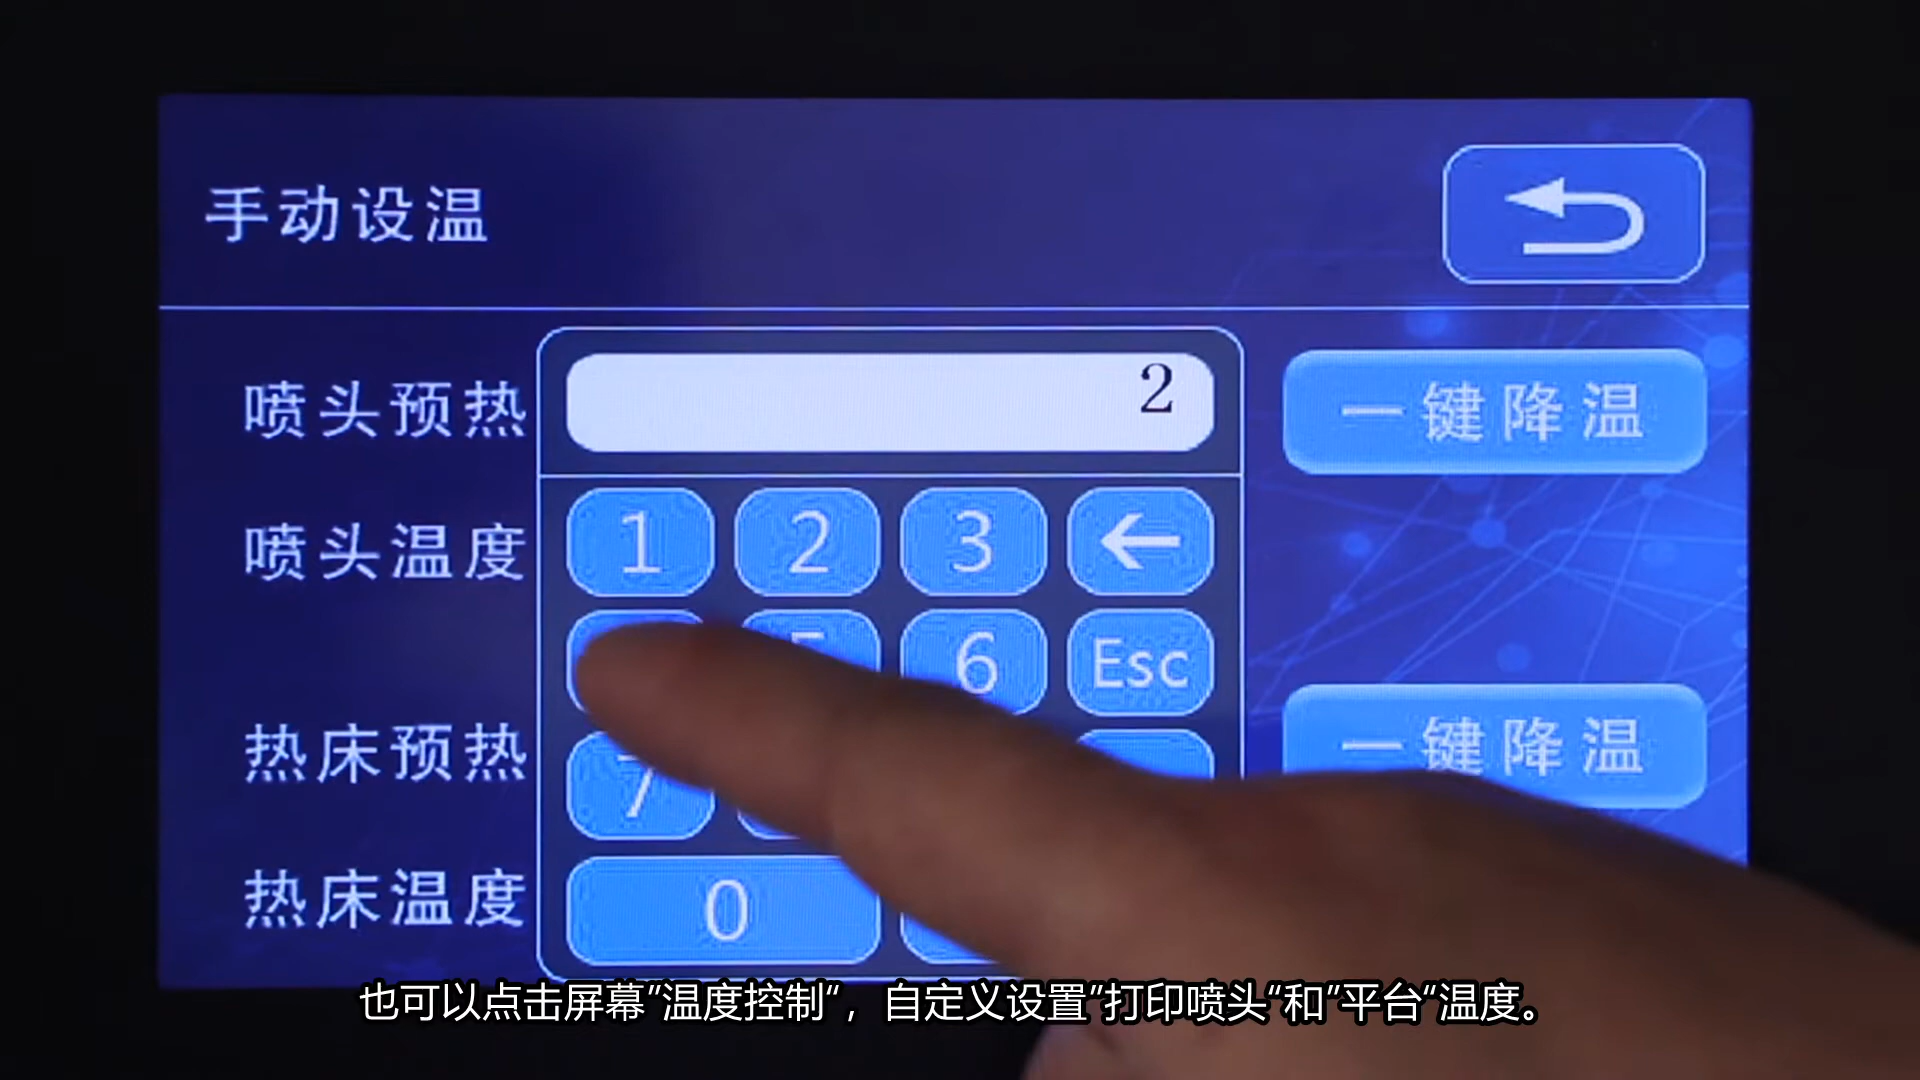 手动设温
喷头预热
2
一键降温
1 2 3 ←
喷头温度
6 Esc
热床预热
7
一键降温
热床温度
0
也可以点击屏幕”温度控制“，自定义设置”打印喷头“和”平台“温度。